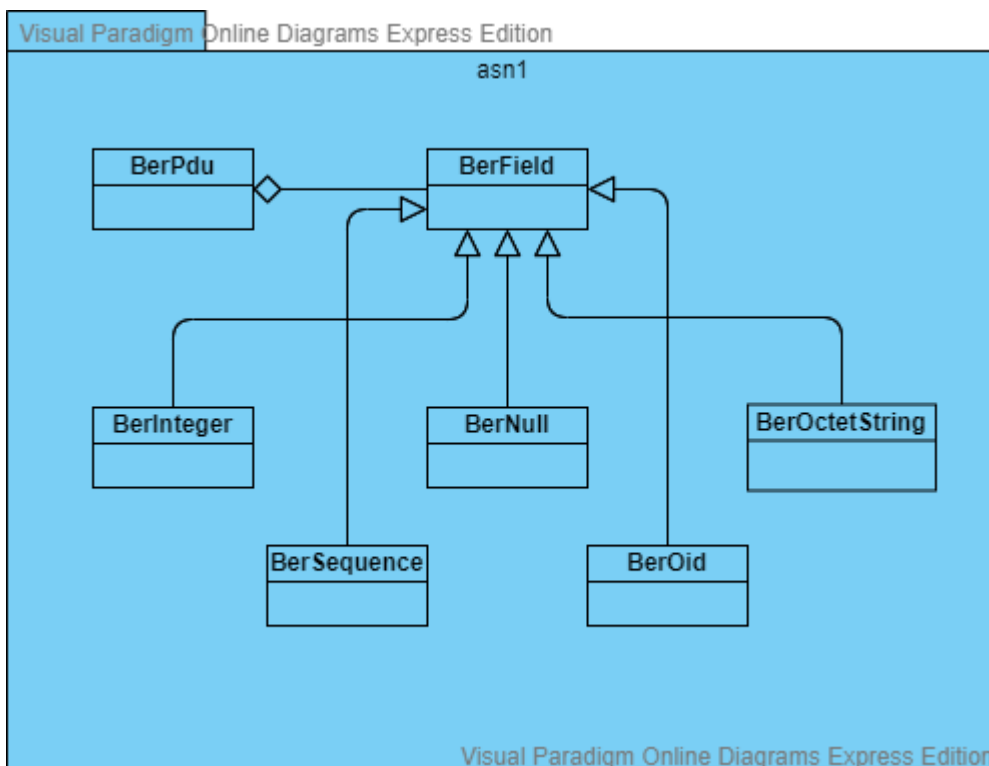 Visual Paradigm Online Diagrams Express Edition
asn1
BerPdu
BerField
BerInteger
BerNull
BerOctetString
BerSequence
BerOid
Visual Paradigm Online Diagrams Express Edition